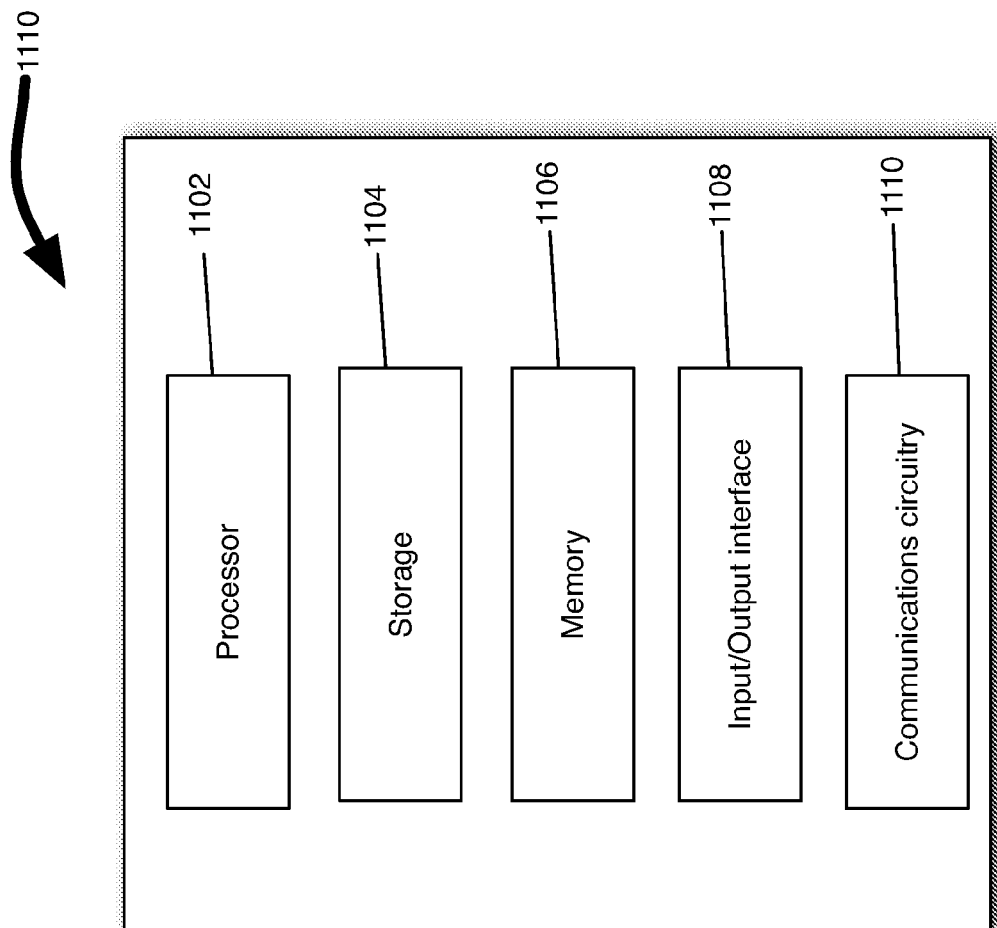 1110
Processor
1102
Storage
1104
Memory
1106
Input/Output interface
1108
Communications circuitry
1110